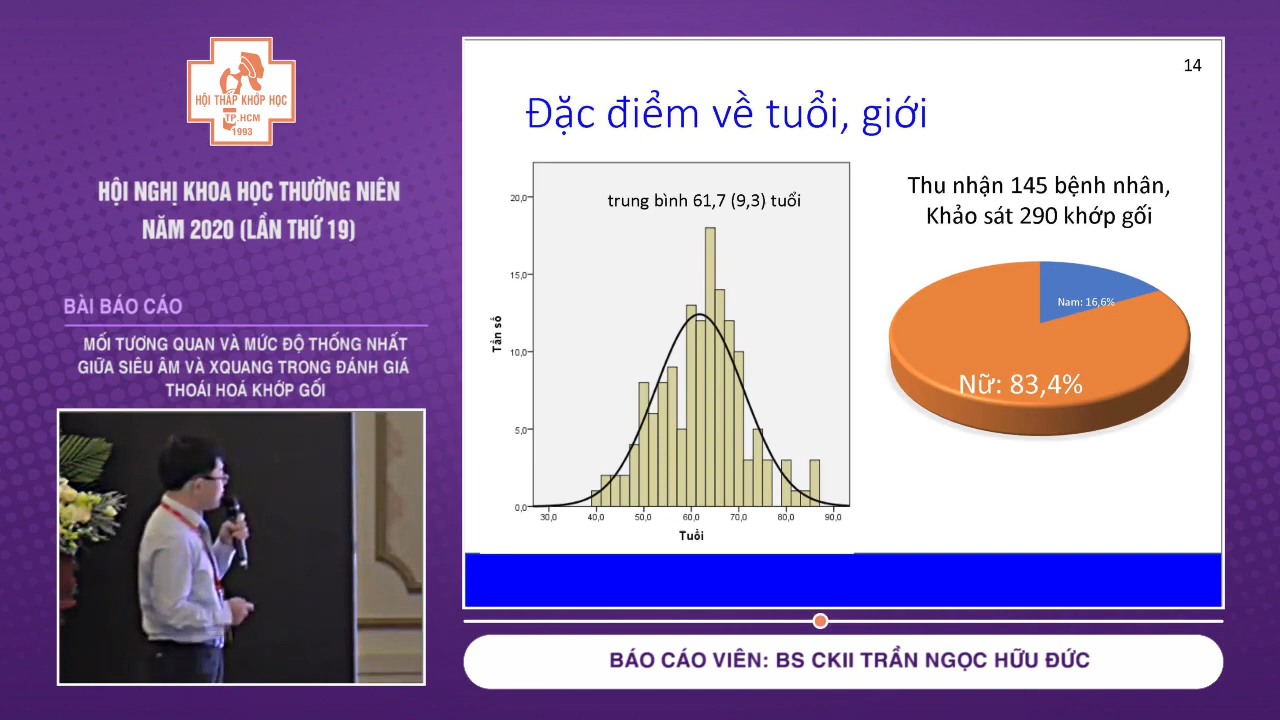 HỘI THẤP KHỚP HỌC
TP.HCM
1993
HỘI NGHỊ KHOA HỌC THƯỜNG NIÊN
NĂM 2020 (LẦN THỨ 19)
BÀI BÁO CÁO
MỐI TƯƠNG QUAN VÀ MỨC ĐỘ THỐNG NHẤT
GIỮA SIÊU ÂM VÀ XQUANG TRONG ĐÁNH GIÁ
THOÁI HOÁ KHỚP GỐI
14
Đặc điểm về tuổi, giới
trung bình 61,7 (9,3) tuổi
20,0
15,0
10,0
5,0
0,0
Tần số
30,0 40,0 50,0 60,0 70,0 80,0 90,0
Tuổi
Thu nhận 145 bệnh nhân,
Khảo sát 290 khớp gối
Nam: 16,6%
Nữ: 83,4%
BÁO CÁO VIÊN: BS CKII TRẦN NGỌC HỮU ĐỨC